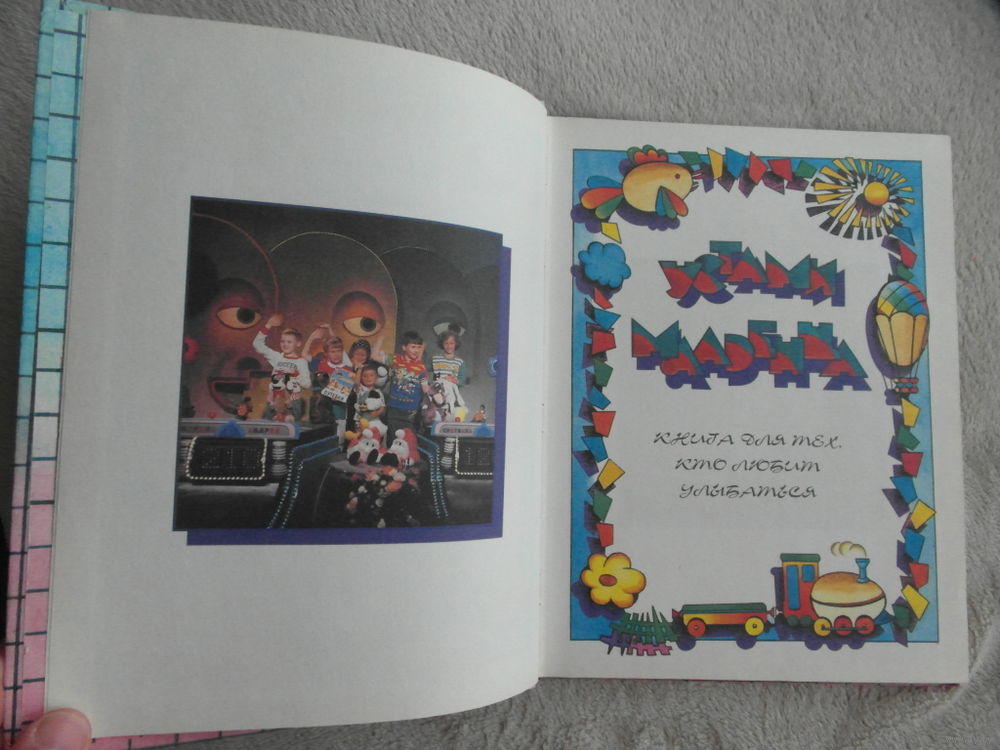 УСТАМИ
МЛАДЕНЦА
КНИГА ДЛЯ ТЕХ,
КТО ЛЮБИТ
УЛЫБАТЬСЯ